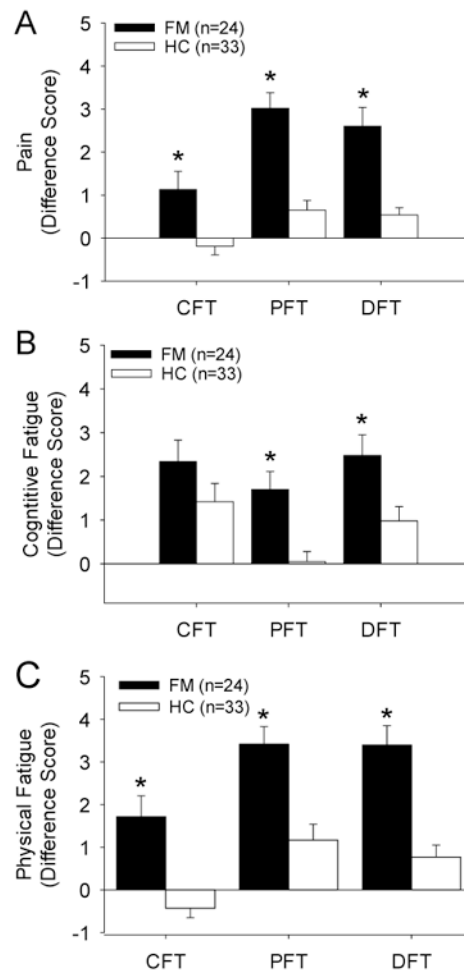 A
FM (n=24)
HC (n=33)
Pain
(Difference Score)
5
4
3
2
1
0
-1
*
*
*
CFT PFT DFT
B
FM (n=24)
HC (n=33)
Cogntitive Fatigue
(Difference Score)
5
4
3
2
1
0
*
*
CFT PFT DFT
C
FM (n=24)
HC (n=33)
Physical Fatigue
(Difference Score)
5
4
3
2
1
0
-1
*
*
*
CFT PFT DFT